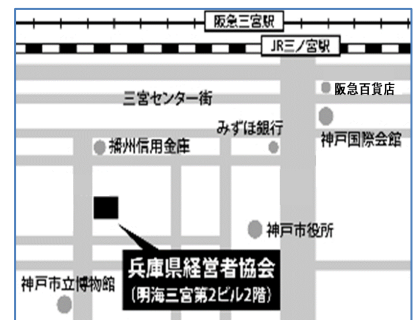 阪急三宮駅
JR三ノ宮駅
阪急百貨店
三宮センター街
みずほ銀行
神戸国際会館
播州信用金庫
神戸市役所
兵庫県経営者協会
(明海三宮第2ビル2階)
神戸市立博物館